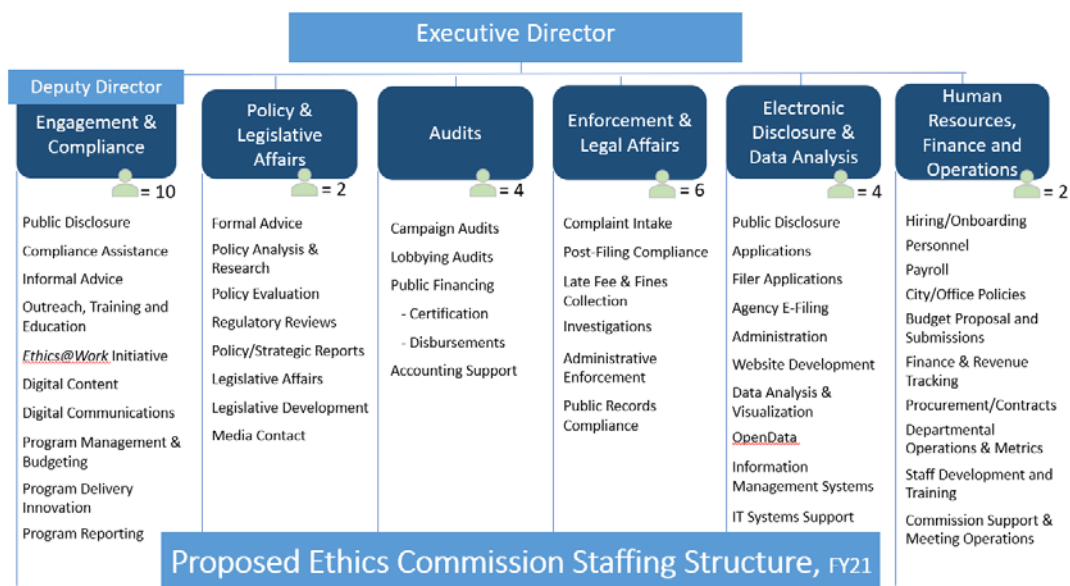 Executive Director
Deputy Director
Engagement &
Compliance
= 10
Public Disclosure
Compliance Assistance
Informal Advice
Outreach, Training and
Education
Ethics@Work Initiative
Digital Content
Digital Communications
Program Management &
Budgeting
Program Delivery
Innovation
Program Reporting
Policy &
Legislative
Affairs
= 2
Formal Advice
Policy Analysis &
Research
Policy Evaluation
Regulatory Reviews
Policy/Strategic Reports
Legislative Affairs
Legislative Development
Media Contact
Audits
= 4
Campaign Audits
Lobbying Audits
Public Financing
- Certification
- Disbursements
Accounting Support
Enforcement &
Legal Affairs
= 6
Complaint Intake
Post-Filing Compliance
Late Fee & Fines
Collection
Investigations
Administrative
Enforcement
Public Records
Compliance
Electronic
Disclosure &
Data Analysis
= 4
Public Disclosure
Applications
Filer Applications
Agency E-Filing
Administration
Website Development
Data Analysis &
Visualization
OpenData
Information
Management Systems
IT Systems Support
Human
Resources,
Finance and
Operations
= 2
Hiring/Onboarding
Personnel
Payroll
City/Office Policies
Budget Proposal and
Submissions
Finance & Revenue
Tracking
Procurement/Contracts
Departmental
Operations & Metrics
Staff Development and
Training
Commission Support &
Meeting Operations
Proposed Ethics Commission Staffing Structure, FY21